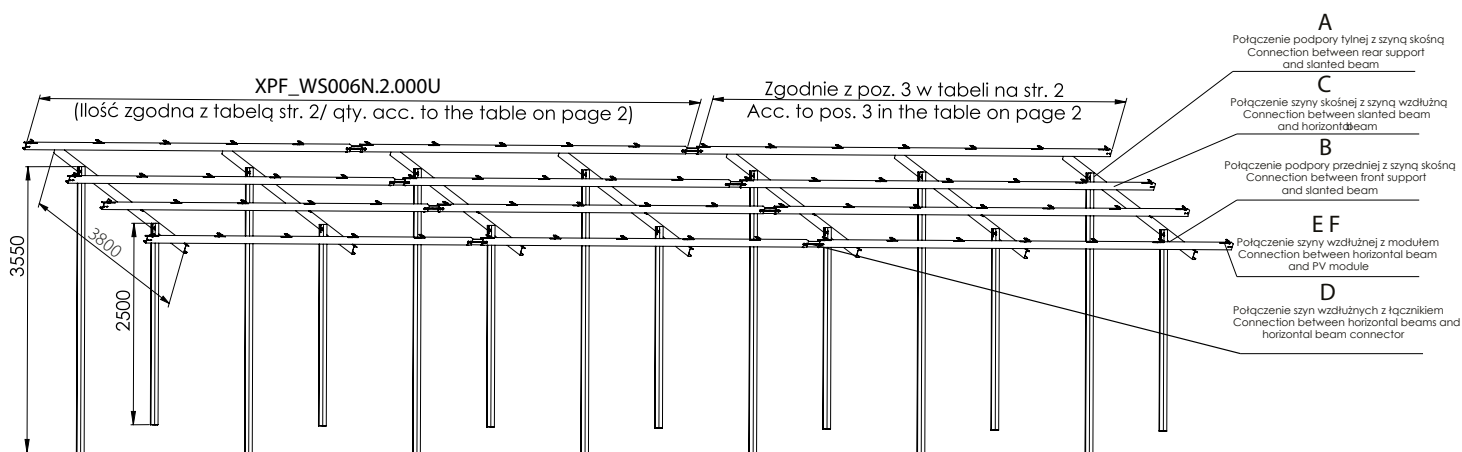 XPF_WS006N.2.000U
(Ilość zgodna z tabelą str. 2/ qty. acc. to the table on page 2)
Zgodnie z poz. 3 w tabeli na str. 2
Acc. to pos. 3 in the table on page 2
A
Połączenie podpory tylnej z szyną skośną
Connection between rear support
and slanted beam
C
Połączenie szyny skośnej z szyną wzdłużną
Connection between slanted beam
and horizontal beam
B
Połączenie podpory przedniej z szyną skośną
Connection between front support
and slanted beam
E F
Połączenie szyny wzdłużnej z modułem
Connection between horizontal beam
and PV module
D
Połączenie szyn wzdłużnych z łącznikiem
Connection between horizontal beams and
horizontal beam connector
3550
3800
2500